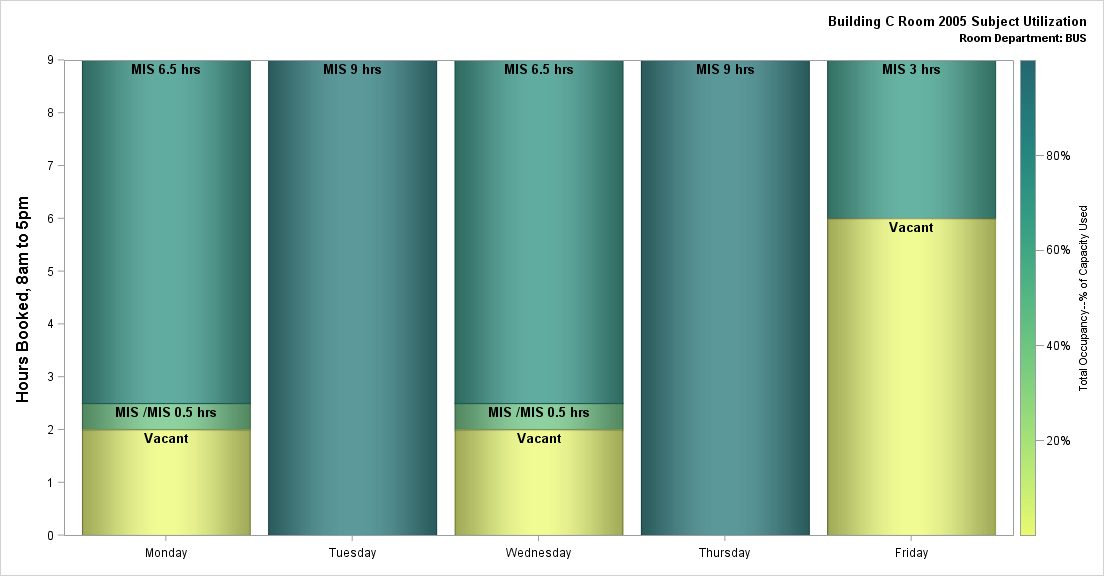 Building C Room 2005 Subject Utilization
Room Department: BUS
Hours Booked, 8am to 5pm
9
8
7
6
5
4
3
2
1
0
MIS 6.5 hrs
MIS /MIS 0.5 hrs
Vacant
MIS 9 hrs
MIS 6.5 hrs
MIS /MIS 0.5 hrs
Vacant
MIS 9 hrs
MIS 3 hrs
Vacant
Monday
Tuesday
Wednesday
Thursday
Friday
80%
60%
40%
20%
Total Occupancy--% of Capacity Used